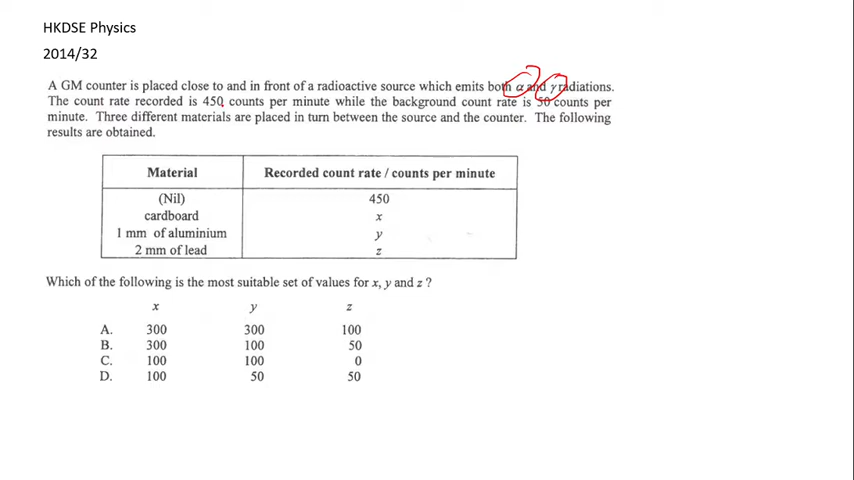 HKDSE Physics
2014/32
A GM counter is placed close to and in front of a radioactive source which emits both α and γ radiations.
The count rate recorded is 450 counts per minute while the background count rate is 50 counts per
minute. Three different materials are placed in turn between the source and the counter. The following
results are obtained.
Material Recorded count rate / counts per minute
(Nil) 450
cardboard x
1 mm of aluminium y
2 mm of lead z
Which of the following is the most suitable set of values for x, y and z ?
x y z
A. 300 300 100
B. 300 100 50
C. 100 100 0
D. 100 50 50